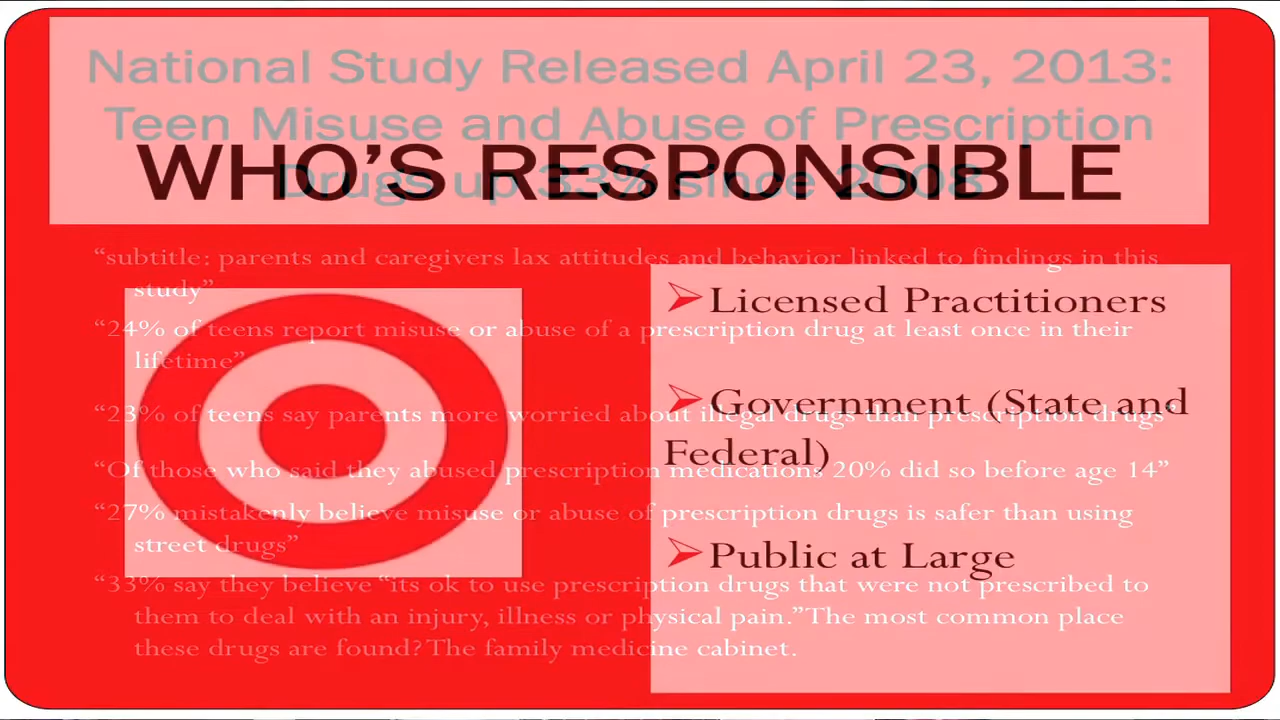 National Study Released April 23, 2013:
Teen Misuse and Abuse of Prescription
Drugs up 33% since 2008
WHO’S RESPONSIBLE
“subtitle: parents and caregivers lax attitudes and behavior linked to findings in this
study”
“24% of teens report misuse or abuse of a prescription drug at least once in their
lifetime”
“23% of teens say parents more worried about illegal drugs than prescription drugs”
“Of those who said they abused prescription medications 20% did so before age 14”
“27% mistakenly believe misuse or abuse of prescription drugs is safer than using
street drugs”
“33% say they believe “its ok to use prescription drugs that were not prescribed to
them to deal with an injury, illness or physical pain.” The most common place
these drugs are found? The family medicine cabinet.
Licensed Practitioners
Government (State and
Federal)
Public at Large